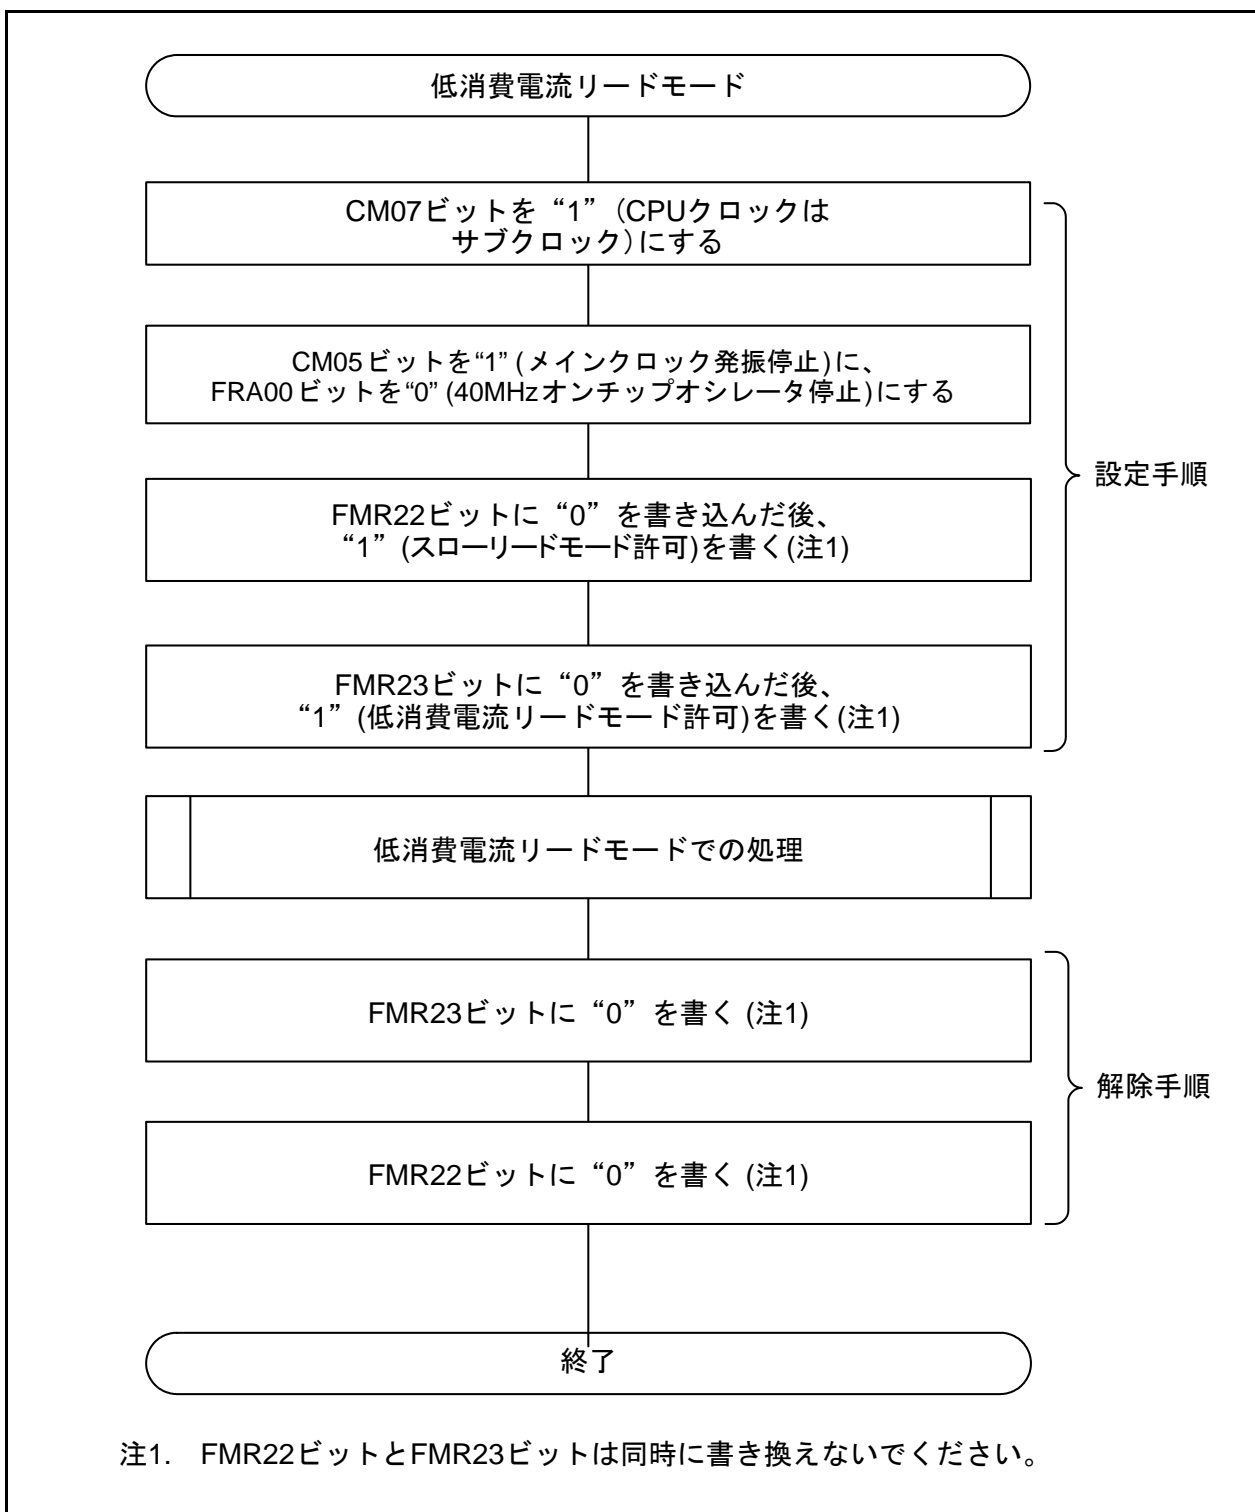 低消費電流リードモード
CM07ビットを“1”(CPUクロックは
サブクロック)にする
CM05ビットを“1” (メインクロック発振停止)に、
FRA00ビットを“0” (40MHzオンチップオシレータ停止)にする
FMR22ビットに“0”を書き込んだ後、
“1” (スローリードモード許可)を書く(注1)
FMR23ビットに“0”を書き込んだ後、
“1” (低消費電流リードモード許可)を書く(注1)
設定手順
低消費電流リードモードでの処理
FMR23ビットに“0”を書く (注1)
FMR22ビットに“0”を書く (注1)
解除手順
終了
注1. FMR22ビットとFMR23ビットは同時に書き換えないでください。